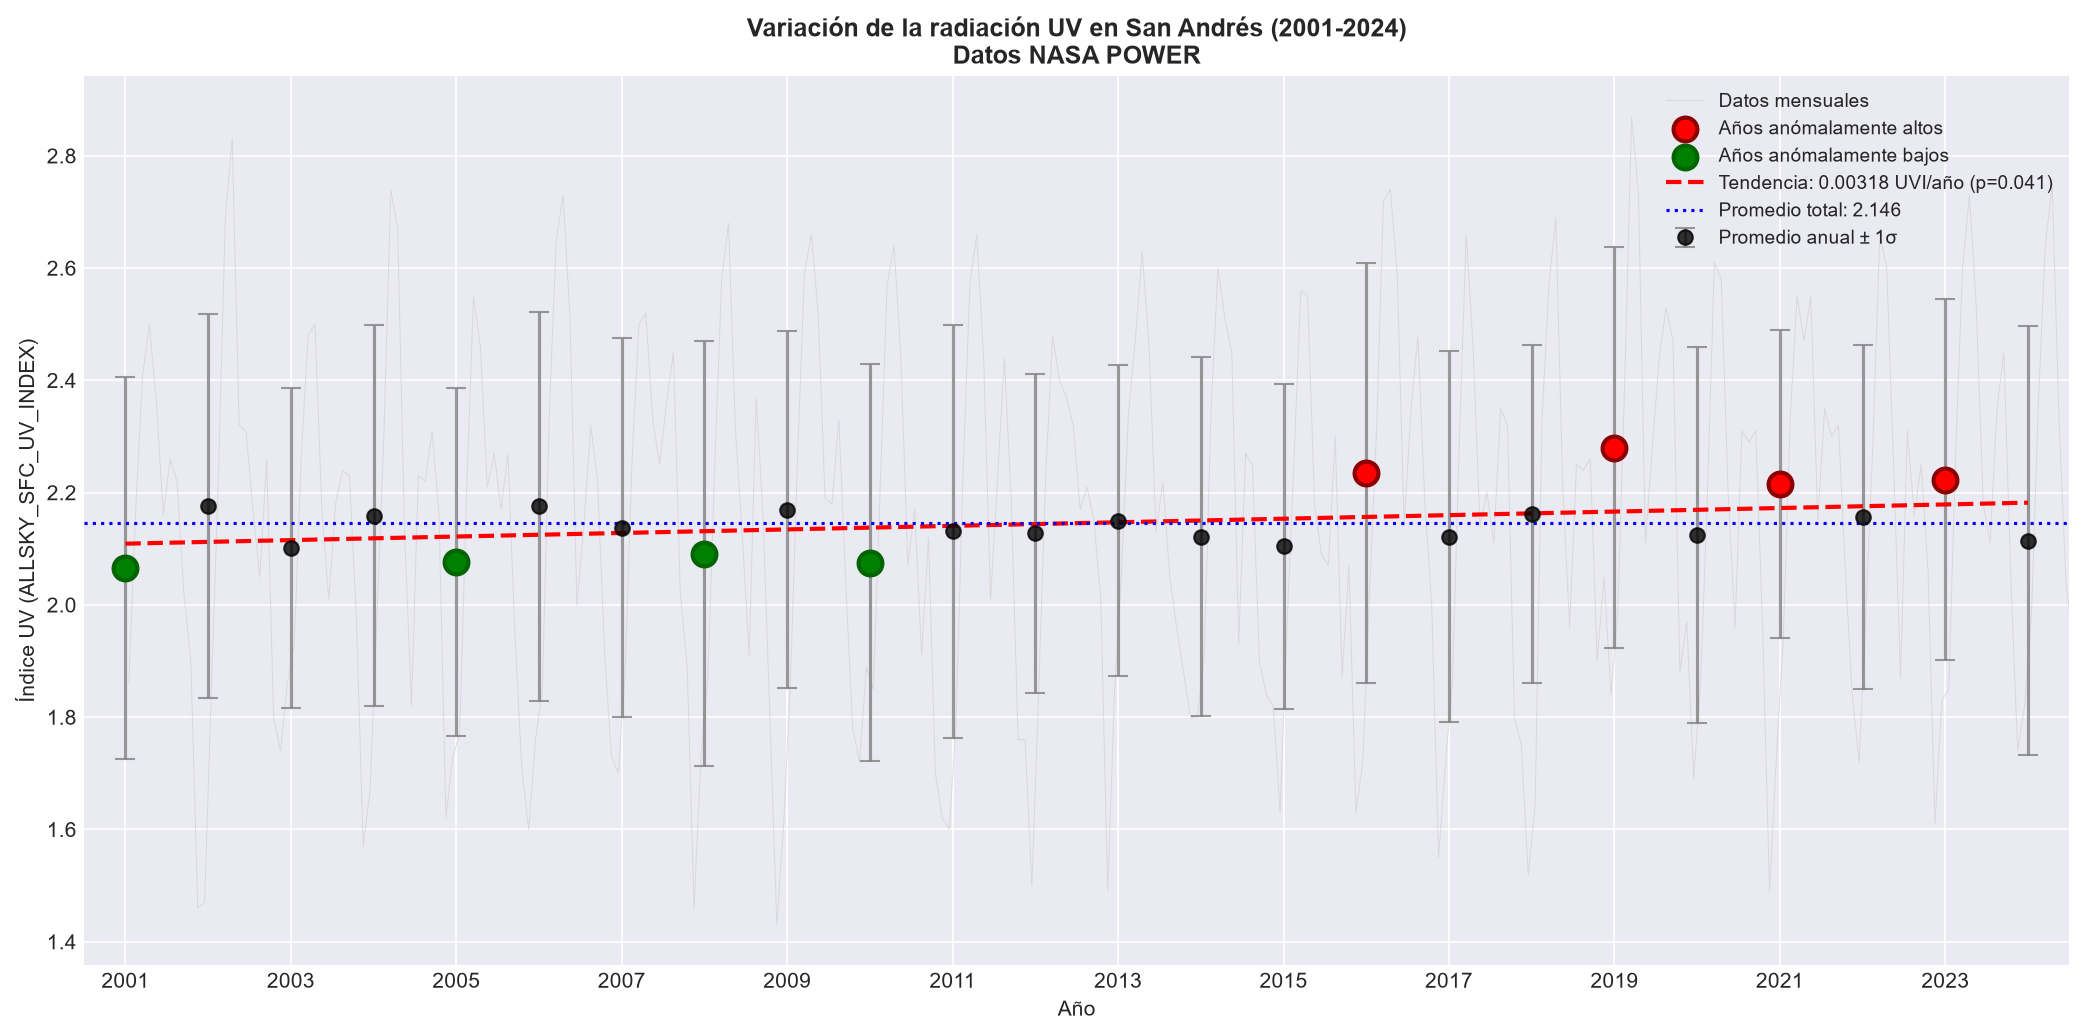 Variación de la radiación UV en San Andrés (2001-2024)
Datos NASA POWER
Datos mensuales
Años anómalamente altos
Años anómalamente bajos
Tendencia: 0.00318 UVI/año (p=0.041)
Promedio total: 2.146
Promedio anual ± 1σ
Índice UV (ALLSKY_SFC_UV_INDEX)
2.8
2.6
2.4
2.2
2.0
1.8
1.6
1.4
2001 2003 2005 2007 2009 2011 2013 2015 2017 2019 2021 2023
Año